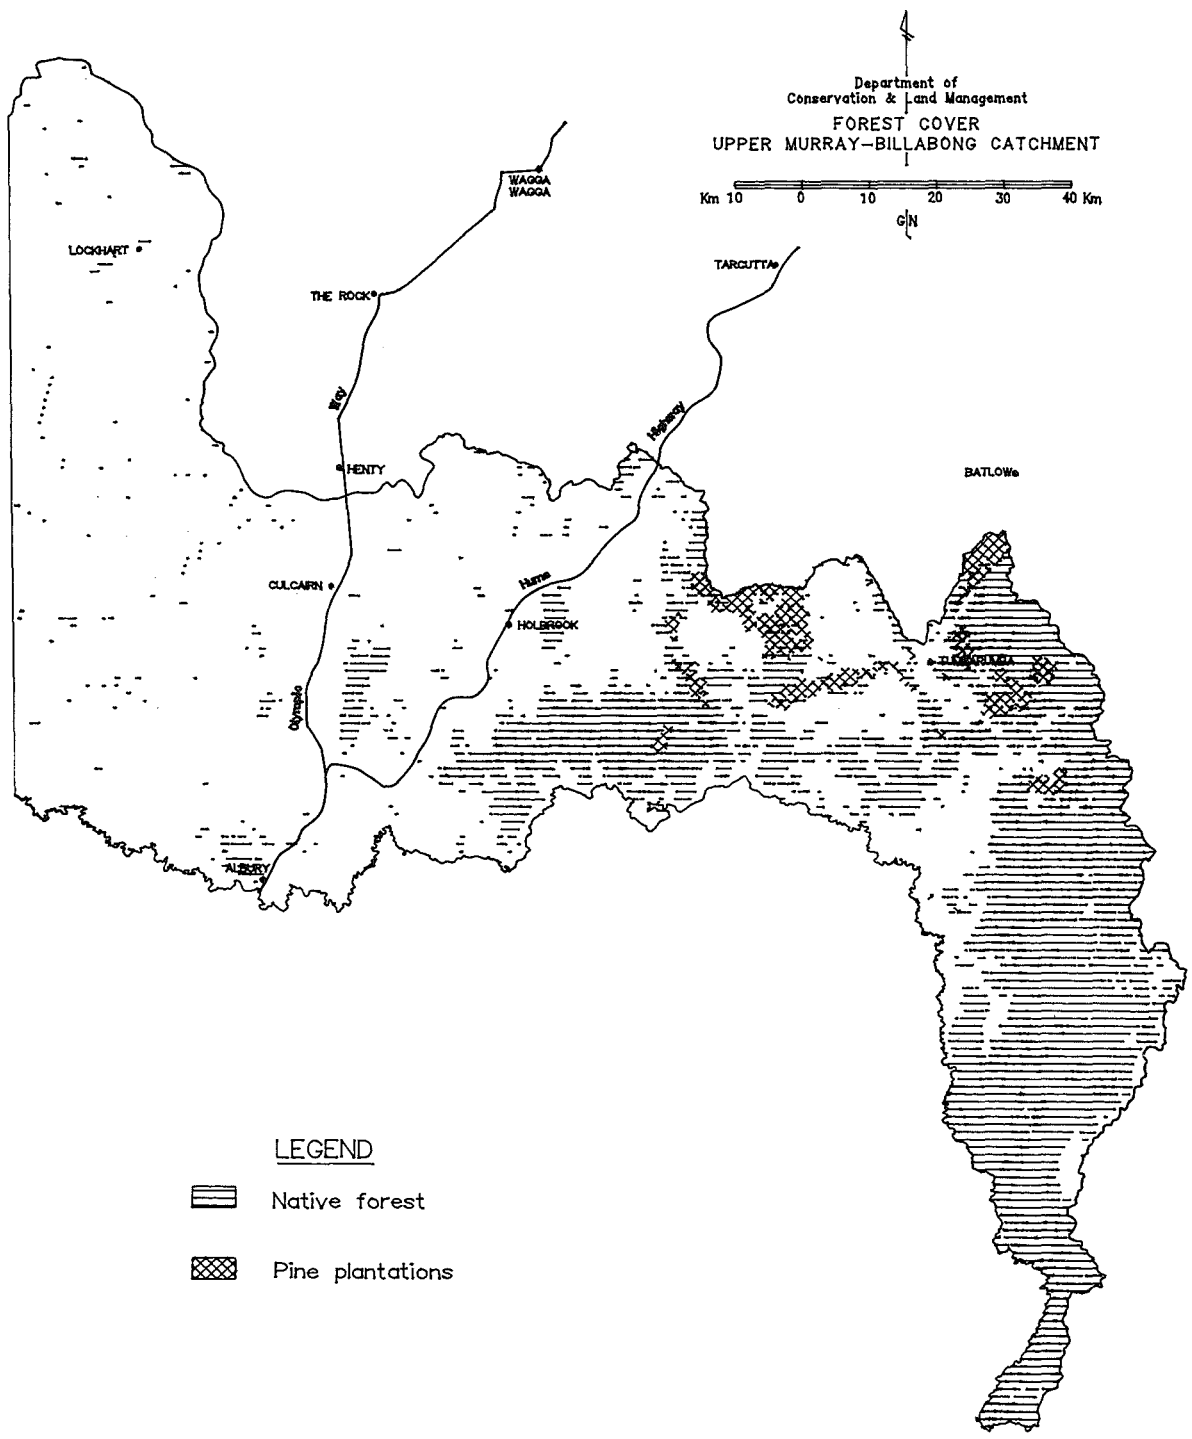 Department of
Conservation & Land Management
FOREST COVER
UPPER MURRAY-BILLABONG CATCHMENT
Km 10 0 10 20 30 40 Km
GN
WAGGA
WAGGA
LOCKHART
TARCUTTA
THE ROCK
Way
Highway
HENTY
BATLOW
CULCAIRN
Hume
HOLBROOK
TUMBARUMBA
Olympic
ALBURY
LEGEND
Native forest
Pine plantations